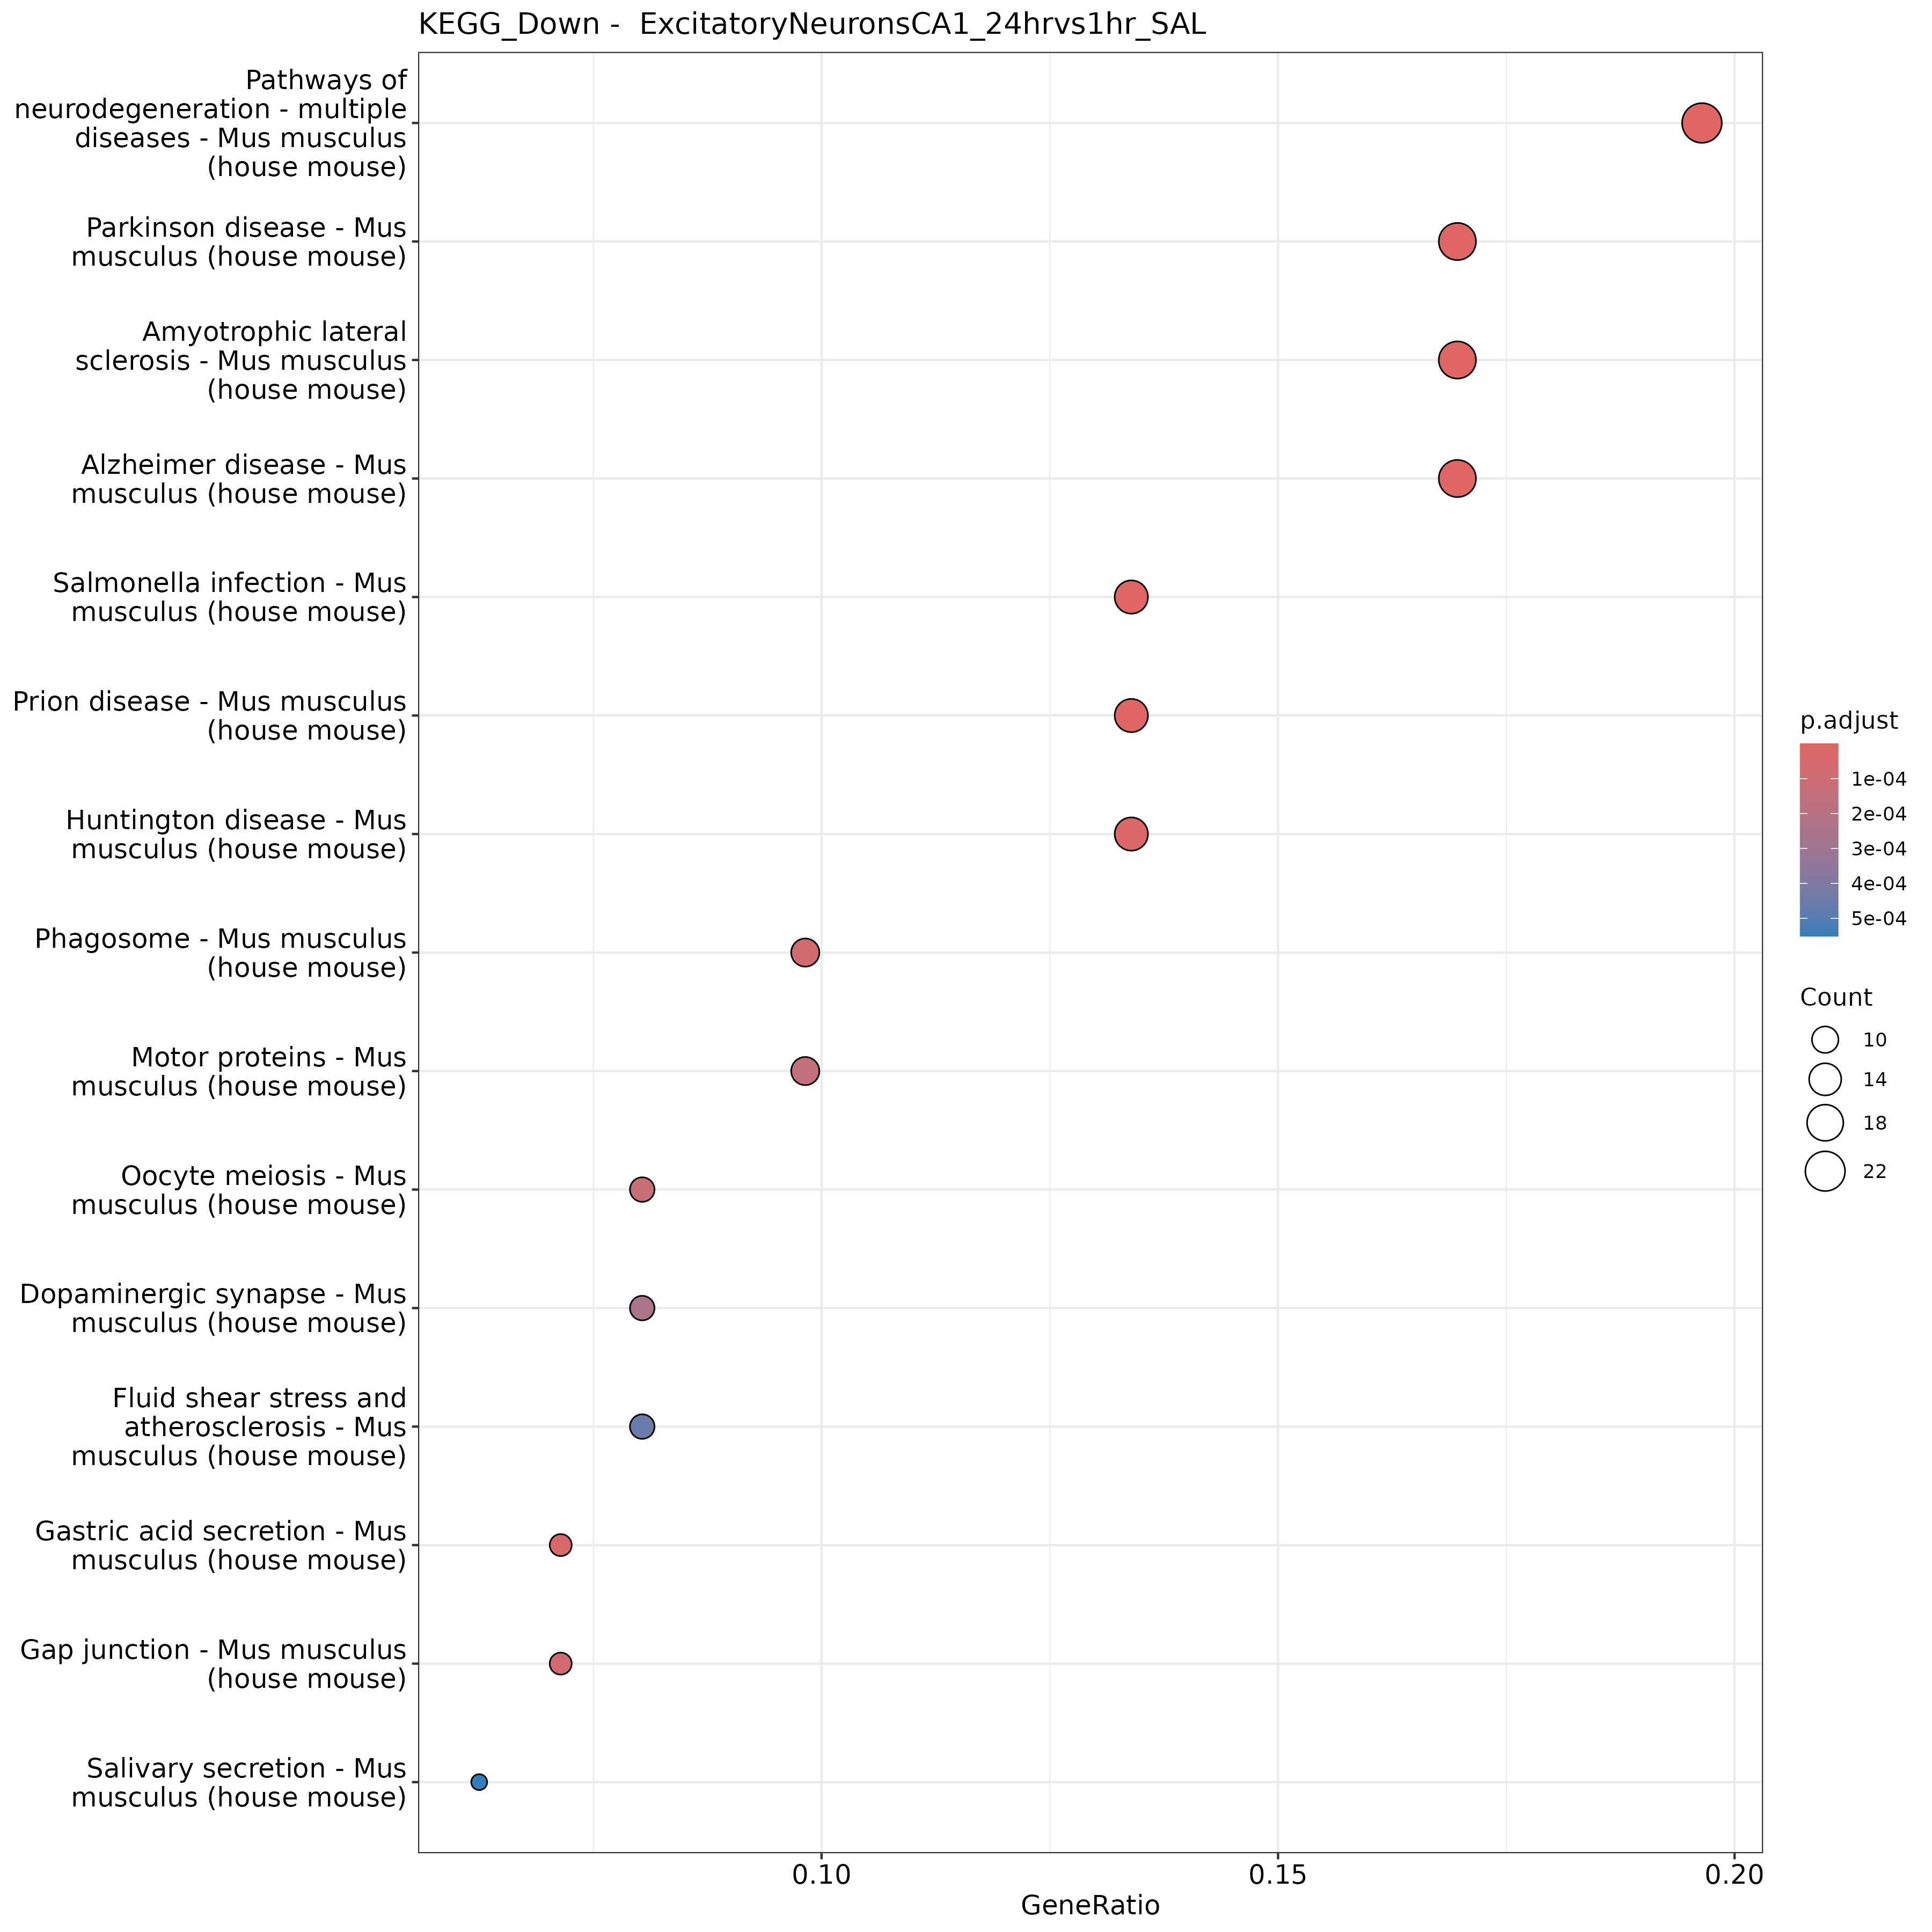 KEGG_Down -  ExcitatoryNeuronsCA1_24hrvs1hr_SAL
Pathways of
neurodegeneration - multiple
diseases - Mus musculus
(house mouse)
Parkinson disease - Mus
musculus (house mouse)
Amyotrophic lateral
sclerosis - Mus musculus
(house mouse)
Alzheimer disease - Mus
musculus (house mouse)
Salmonella infection - Mus
musculus (house mouse)
Prion disease - Mus musculus
(house mouse)
Huntington disease - Mus
musculus (house mouse)
Phagosome - Mus musculus
(house mouse)
Motor proteins - Mus
musculus (house mouse)
Oocyte meiosis - Mus
musculus (house mouse)
Dopaminergic synapse - Mus
musculus (house mouse)
Fluid shear stress and
atherosclerosis - Mus
musculus (house mouse)
Gastric acid secretion - Mus
musculus (house mouse)
Gap junction - Mus musculus
(house mouse)
Salivary secretion - Mus
musculus (house mouse)
0.10
0.15
0.20
GeneRatio
p.adjust
1e-04
2e-04
3e-04
4e-04
5e-04
Count
10
14
18
22